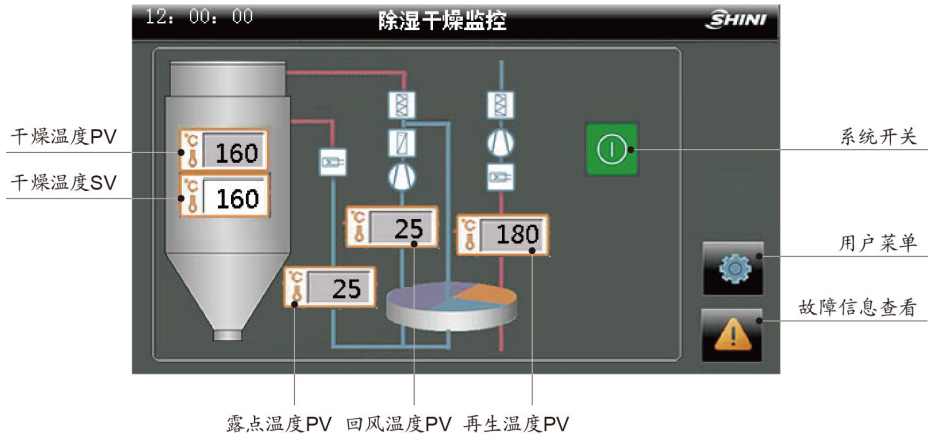 12: 00: 00
除湿干燥监控
SHINI
干燥温度PV
℃ 160
系统开关
干燥温度SV
℃ 160
℃ 25
℃ 180
用户菜单
℃ 25
故障信息查看
露点温度PV 回风温度PV 再生温度PV